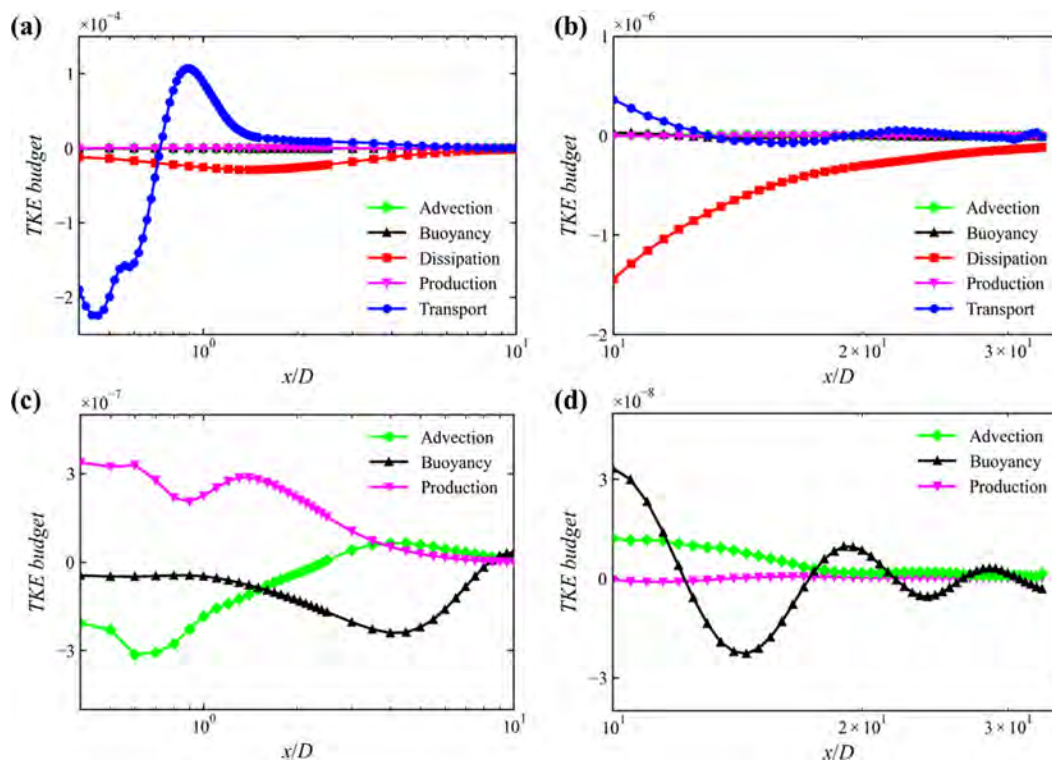 (a)
×10⁻⁴
1
0
−1
−2
TKE budget
Advection
Buoyancy
Dissipation
Production
Transport
10⁰
10¹
x/D
(b)
×10⁻⁶
1
0
−1
−2
TKE budget
Advection
Buoyancy
Dissipation
Production
Transport
10¹
2 × 10¹
3 × 10¹
x/D
(c)
×10⁻⁷
3
0
−3
TKE budget
Advection
Buoyancy
Production
10⁰
10¹
x/D
(d)
×10⁻⁸
3
0
−3
TKE budget
Advection
Buoyancy
Production
10¹
2 × 10¹
3 × 10¹
x/D